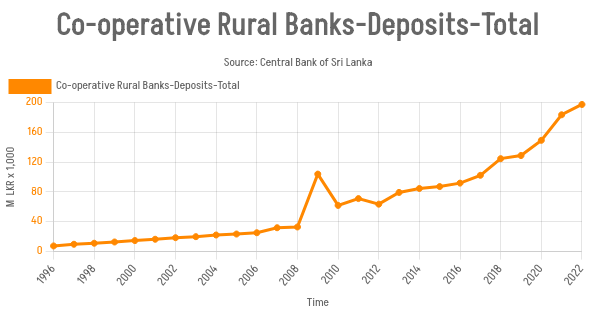 Co-operative Rural Banks-Deposits-Total
Source: Central Bank of Sri Lanka
Co-operative Rural Banks-Deposits-Total
M LKR x 1,000
200
160
120
80
40
0
1996 1998 2000 2002 2004 2006 2008 2010 2012 2014 2016 2018 2020 2022
Time